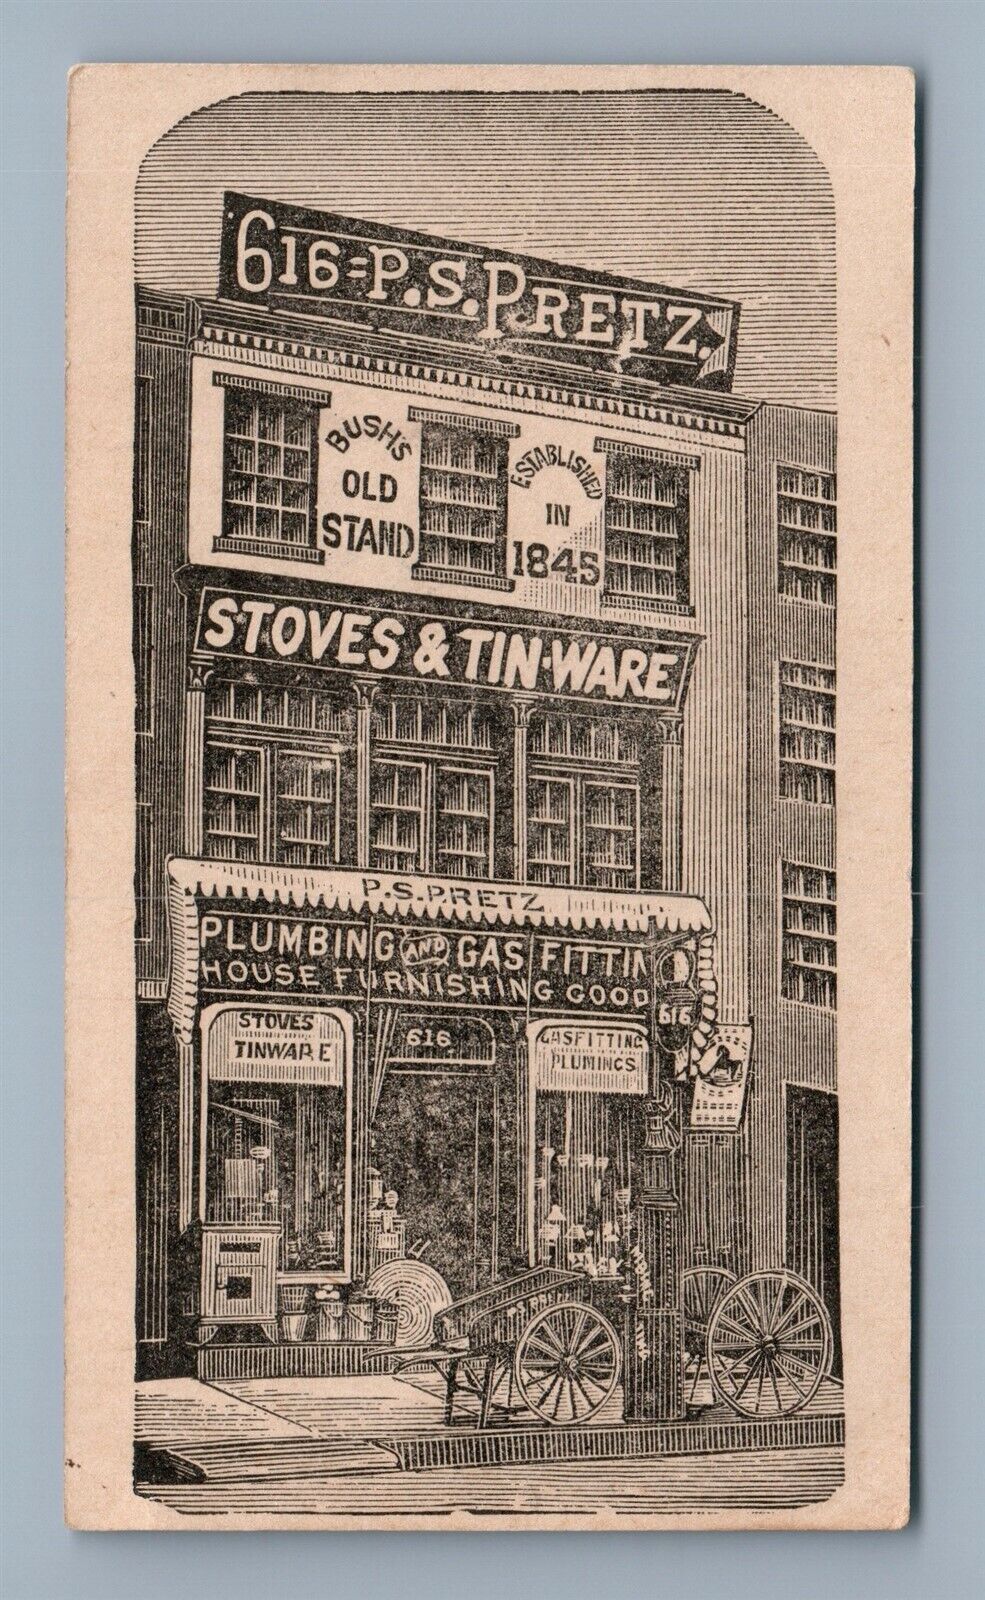 616=P.S.PRETZ.
BUSH'S
OLD
STAND
ESTABLISHED
IN
1845
STOVES & TIN-WARE
P.S.PRETZ
PLUMBING AND GAS FITTIN
HOUSE FURNISHING GOOD
616
STOVES
TINWARE
616
GASFITTING
PLUMINGS